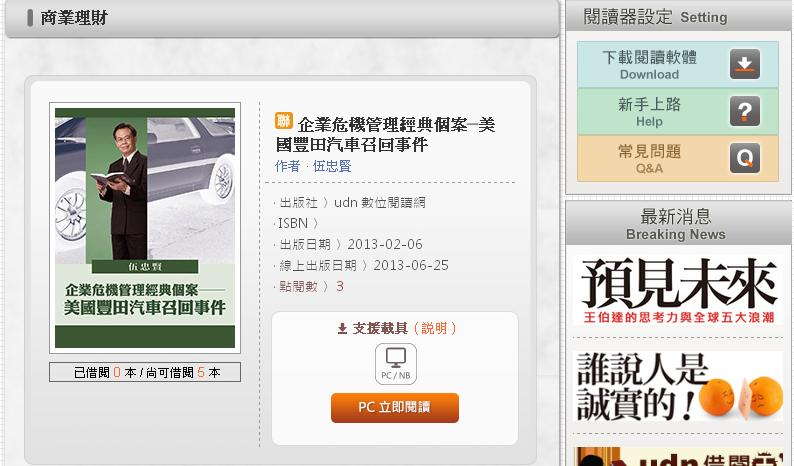 商業理財
伍忠賢
企業危機管理經典個案──
美國豐田汽車召回事件
已借閱 0 本 / 尚可借閱 5 本
聯 企業危機管理經典個案─美
國豐田汽車召回事件
作者 · 伍忠賢
· 出版社 〉udn 數位閱讀網
· ISBN 〉
· 出版日期 〉2013-02-06
· 線上出版日期 〉2013-06-25
· 點閱數 〉3
支援載具 ( 說明 )
PC / NB
PC 立即閱讀
閱讀器設定 Setting
下載閱讀軟體
Download
新手上路
Help
?
常見問題
Q&A
Q
最新消息
Breaking News
預見未來
王伯達的思考力與全球五大浪潮
誰說人是
誠實的!
udn 借閱